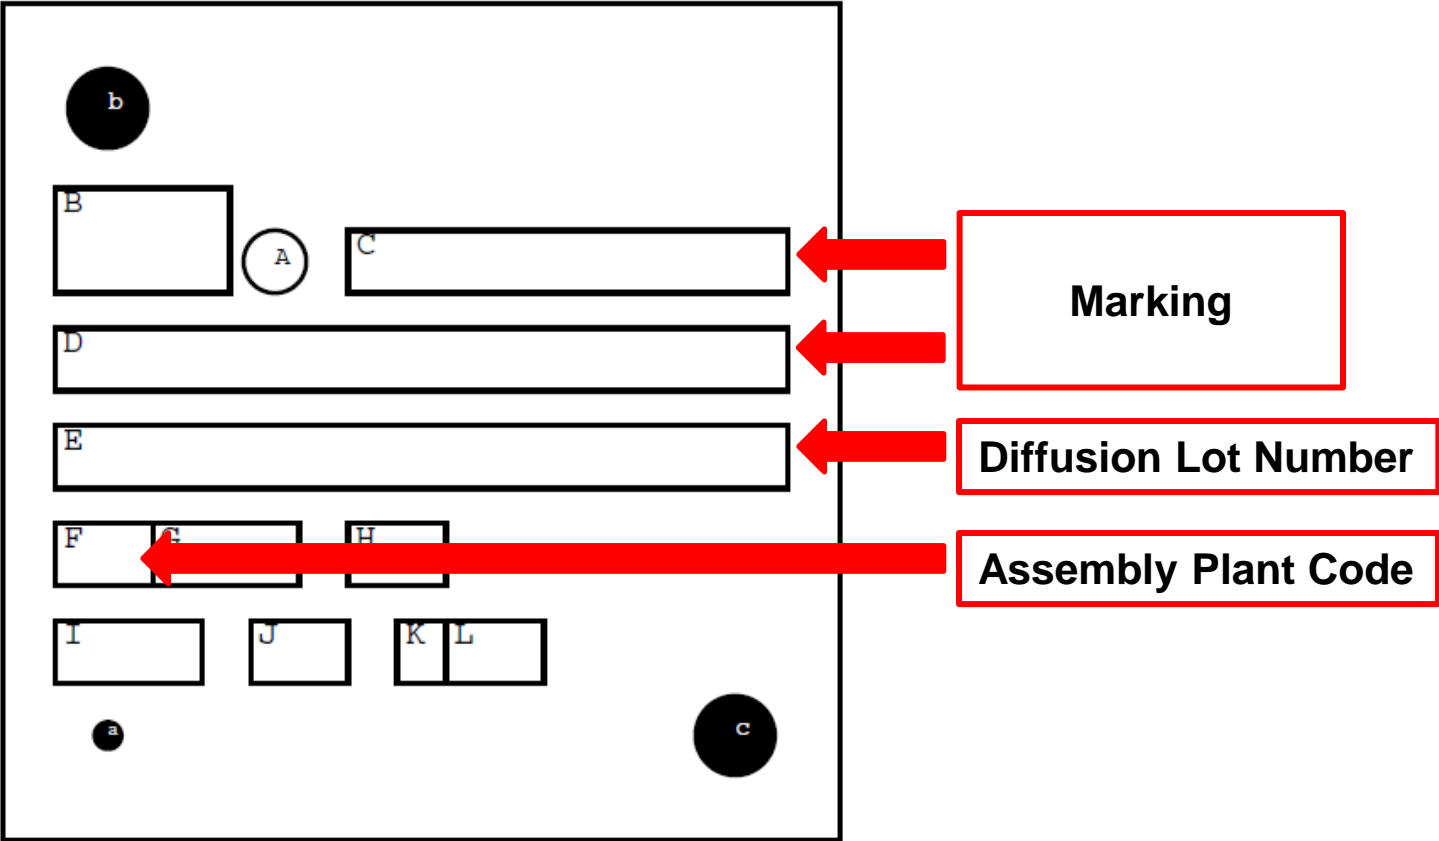 b
B
A
C
D
E
F G H
I J K L
a
c
Marking
Diffusion Lot Number
Assembly Plant Code